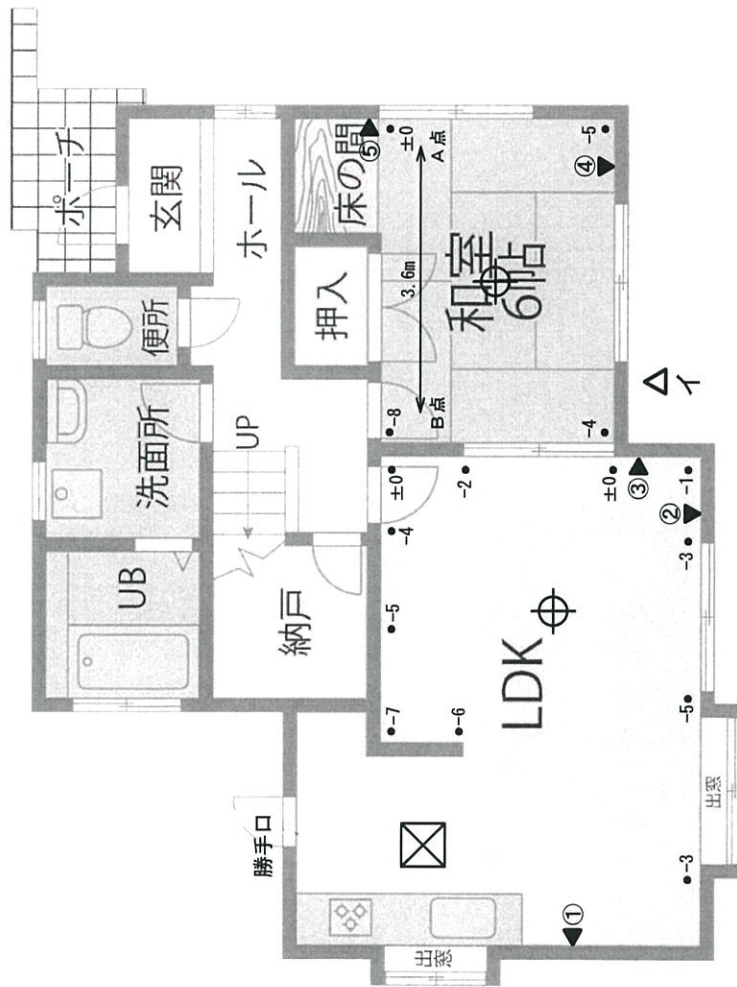 ポーチ
玄関
ホール
便所
洗面所
UB
UP
納戸
押入
床の間
⑤
±0
A点
3.6m
B点
-8
和室
6帖
-5
④
-4
イ
勝手口
LDK
±0
-4
-5
-7
-6
-2
±0
③
-1
②
-3
-5
-3
①
出窓
出窓